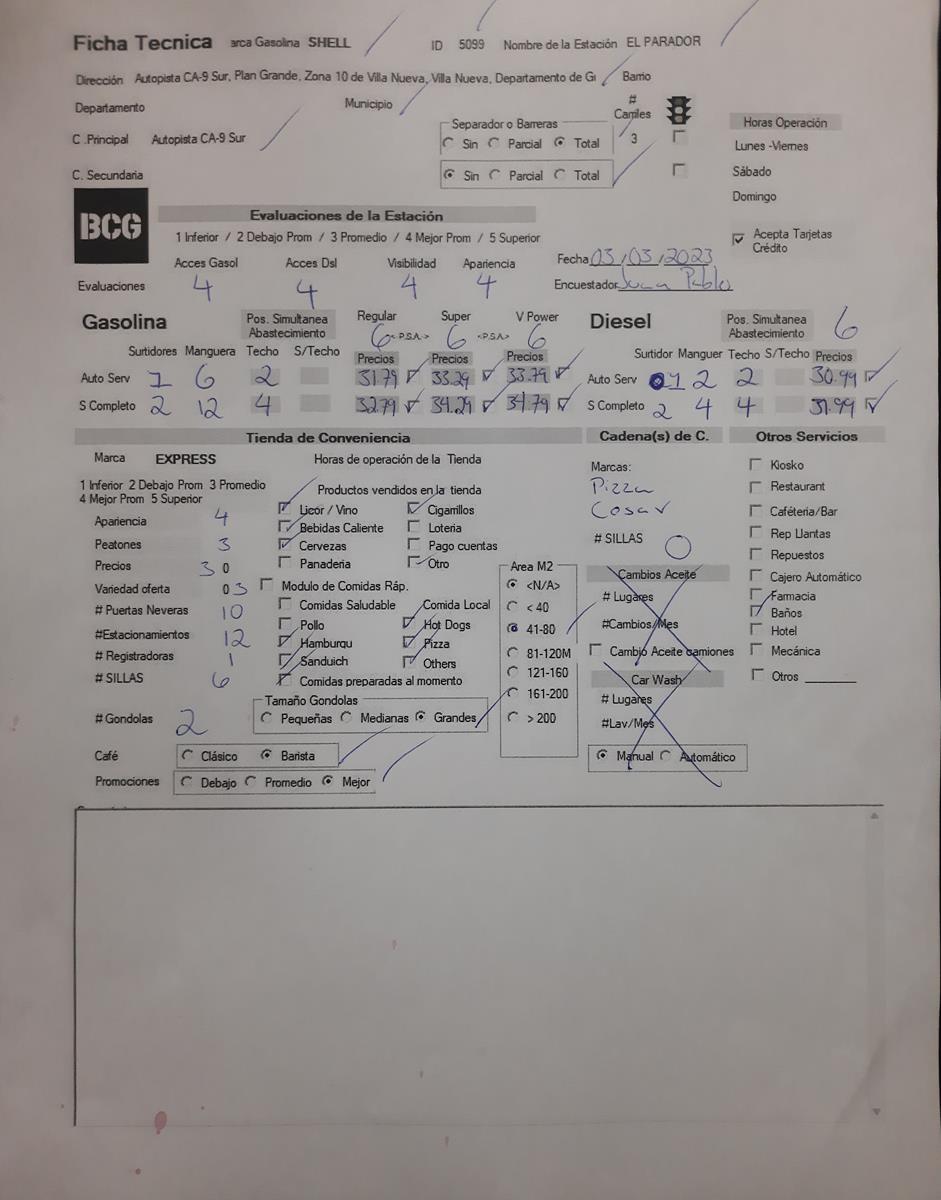 Ficha Tecnica arca Gasolina SHELL ID 5099 Nombre de la Estación EL PARADOR
Dirección Autopista CA-9 Sur, Plan Grande, Zona 10 de Villa Nueva, Villa Nueva, Departamento de G Barrio
Departamento Municipio # Carriles
C .Principal Autopista CA-9 Sur Separador o Barreras Sin Parcial Total 3
C. Secundaria Sin Parcial Total
Horas Operación
Lunes -Viernes
Sábado
Domingo
Acepta Tarjetas Crédito
BCG
Evaluaciones de la Estación
1 Inferior / 2 Debajo Prom / 3 Promedio / 4 Mejor Prom / 5 Superior
Acces Gasol Acces Dsl Visibilidad Apariencia Fecha 03/03/2023
Evaluaciones 4 4 4 4 Encuestador Juan Pablo
Gasolina Pos. Simultanea Abastecimiento Regular Super V Power
6 <-P.S.A-> 6 <-P.S.A> 6
Surtidores Manguera Techo S/Techo Precios Precios Precios
Auto Serv 1 6 2 31.79 33.29 33.79
S Completo 2 12 4 32.79 34.29 34.79
Diesel Pos. Simultanea Abastecimiento 6
Surtidor Manguer Techo S/Techo Precios
Auto Serv 1 2 2 30.99
S Completo 2 4 4 31.99
Tienda de Conveniencia
Marca EXPRESS Horas de operación de la Tienda
1 Inferior 2 Debajo Prom 3 Promedio
4 Mejor Prom 5 Superior
Apariencia 4
Peatones 3
Precios 3 0
Variedad oferta 0 3
# Puertas Neveras 10
#Estacionamientos 12
# Registradoras 1
# SILLAS 6
# Gondolas 2
Productos vendidos en la tienda
Licor / Vino Cigarrillos
Bebidas Caliente Loteria
Cervezas Pago cuentas
Panaderia Otro
Modulo de Comidas Ráp.
Comidas Saludable Comida Local
Pollo Hot Dogs
Hamburqu Pizza
Sanduich Others
Comidas preparadas al momento
Tamaño Gondolas
Pequeñas Medianas Grandes
Café Clásico Barista
Promociones Debajo Promedio Mejor
Area M2
<N/A>
< 40
41-80
81-120M
121-160
161-200
> 200
Cadena(s) de C.
Marcas:
Pizza
# SILLAS 0
Cambios Aceite
# Lugares
#Cambios/Mes
Cambio Aceite camiones
Car Wash
# Lugares
#Lav/Mes
Manual Automático
Otros Servicios
Kiosko
Restaurant
Caféteria/Bar
Rep Llantas
Repuestos
Cajero Automático
Farmacia
Baños
Hotel
Mecánica
Otros